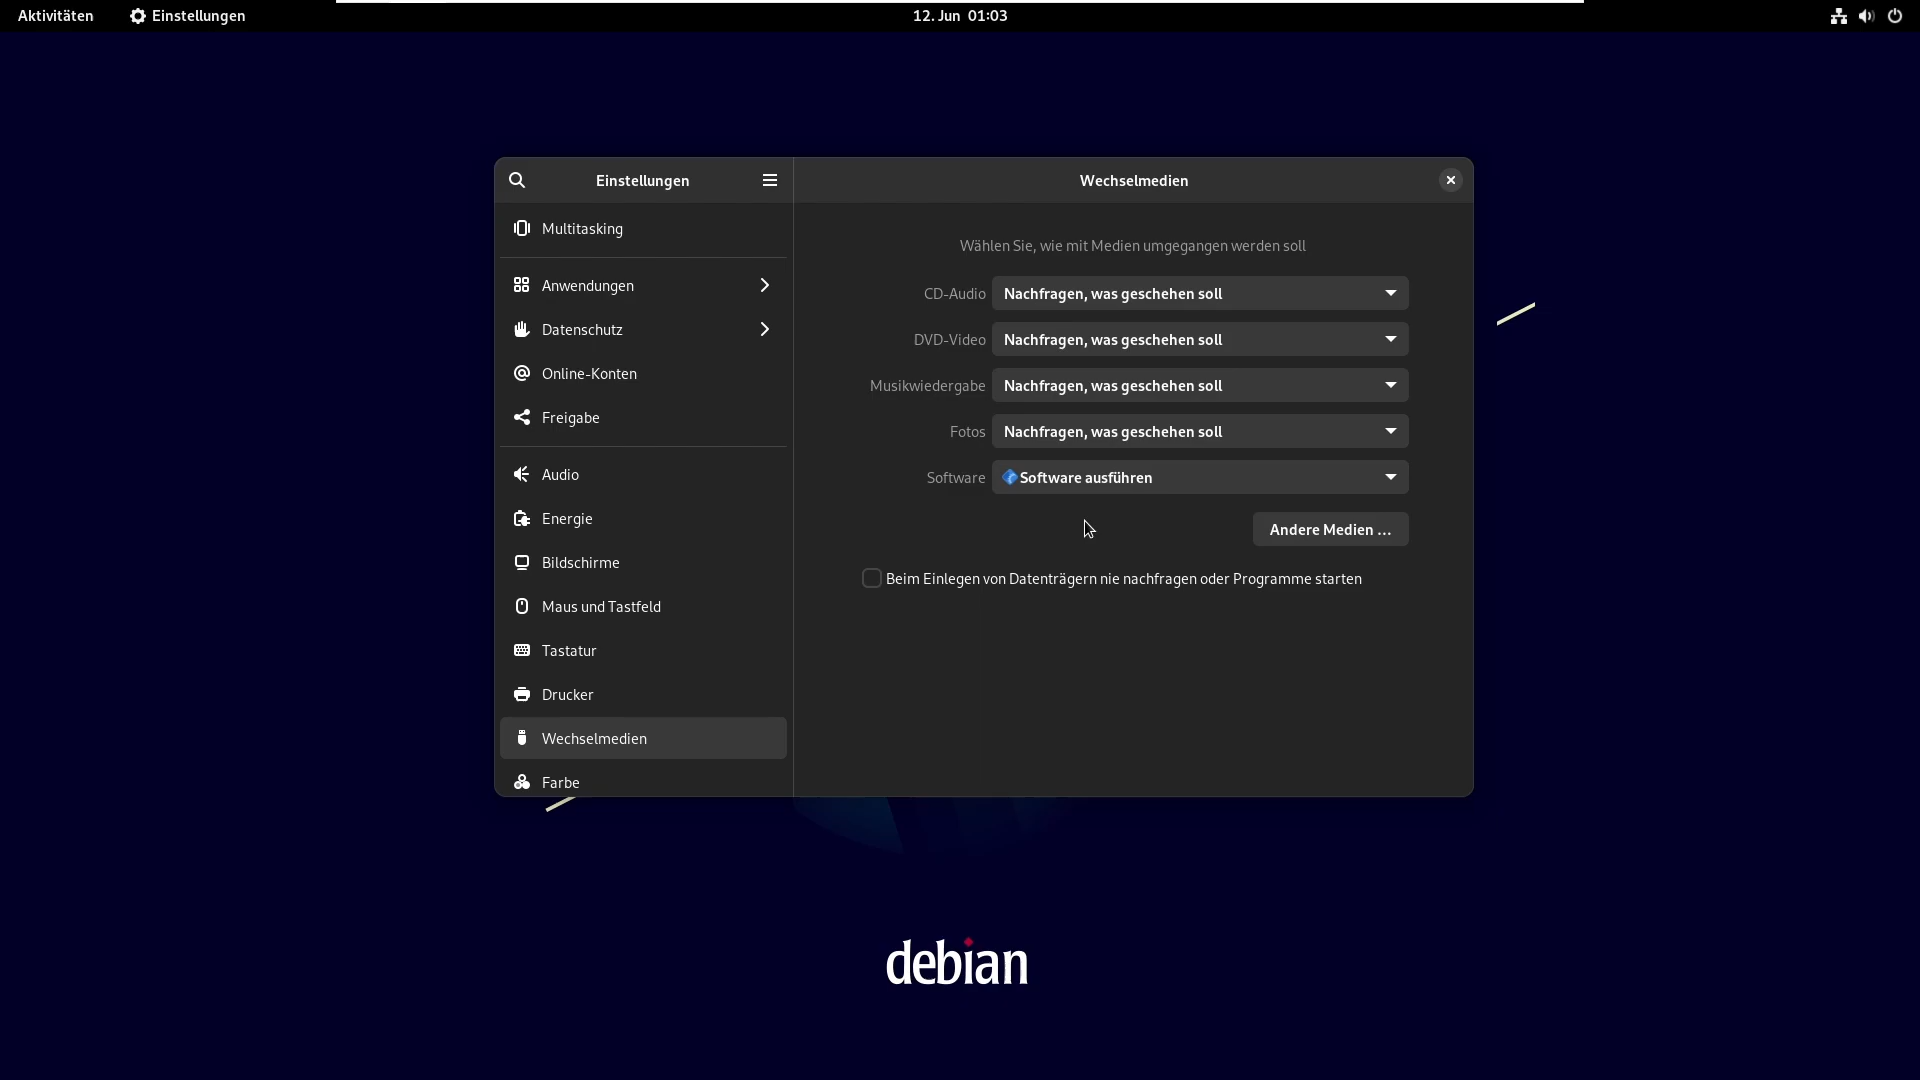 Aktivitäten
Einstellungen
12. Jun 01:03
Einstellungen
Wechselmedien
Multitasking
Anwendungen
Datenschutz
Online-Konten
Freigabe
Audio
Energie
Bildschirme
Maus und Tastfeld
Tastatur
Drucker
Wechselmedien
Farbe
Wählen Sie, wie mit Medien umgegangen werden soll
CD-Audio Nachfragen, was geschehen soll
DVD-Video Nachfragen, was geschehen soll
Musikwiedergabe Nachfragen, was geschehen soll
Fotos Nachfragen, was geschehen soll
Software Software ausführen
Andere Medien …
Beim Einlegen von Datenträgern nie nachfragen oder Programme starten
debian